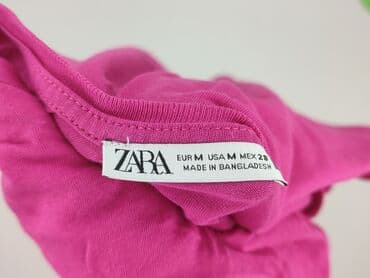 ZARA
EUR M USA M MEX 28
MADE IN BANGLADESH